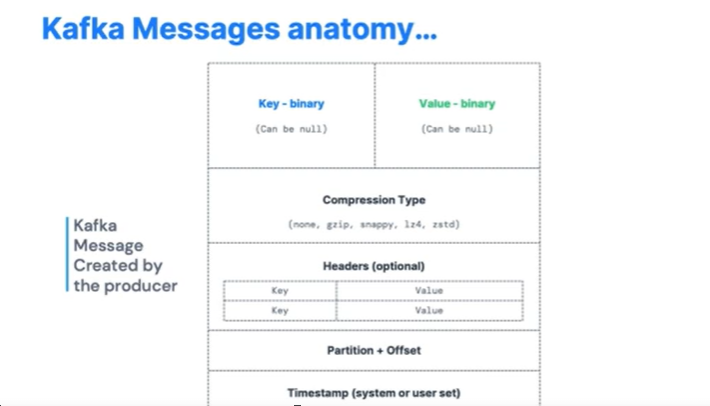 Kafka Messages anatomy...
Key - binary
(Can be null)
Value - binary
(Can be null)
Compression Type
(none, gzip, snappy, lz4, zstd)
Kafka
Message
Created by
the producer
Headers (optional)
Key Value
Key Value
Partition + Offset
Timestamp (system or user set)